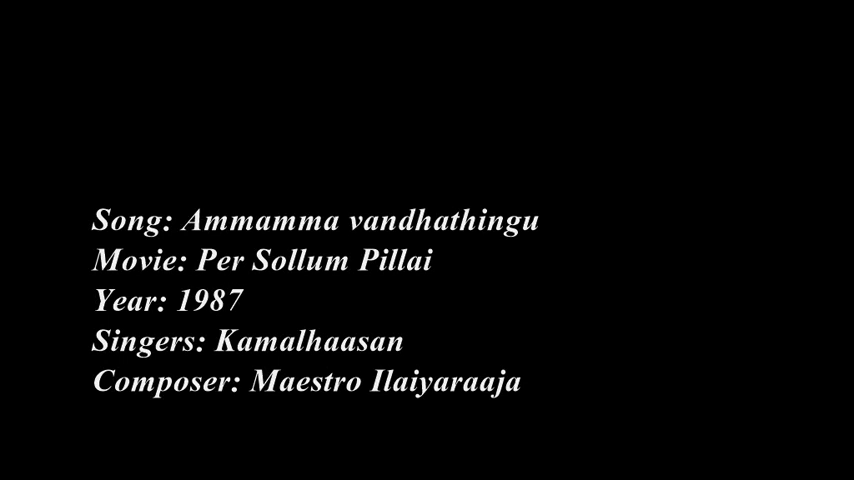 Song: Ammamma vandhathingu
Movie: Per Sollum Pillai
Year: 1987
Singers: Kamalhaasan
Composer: Maestro Ilaiyaraaja